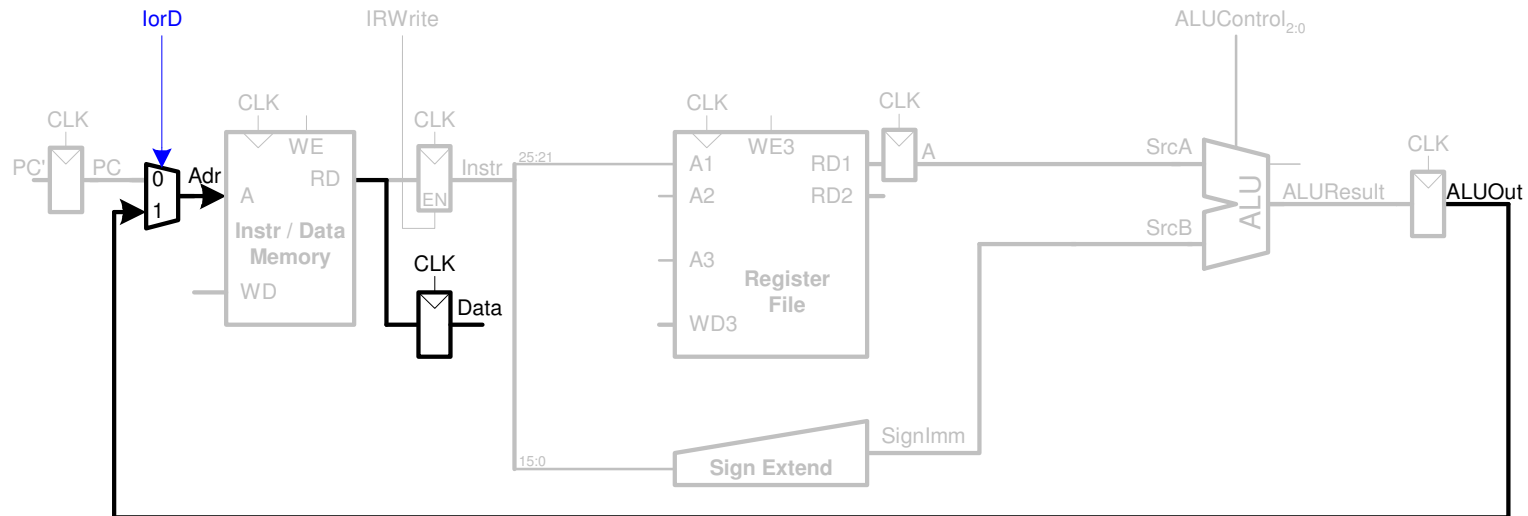 IorD
IRWrite
ALUControl2:0
CLK
CLK
CLK
CLK
CLK
CLK
PC'
PC
0
1
Adr
A
WE
RD
Instr / Data
Memory
WD
EN
Instr
CLK
Data
25:21
15:0
A1
A2
A3
WD3
WE3
RD1
RD2
Register
File
A
Sign Extend
SignImm
SrcA
SrcB
ALU
ALUResult
ALUOut